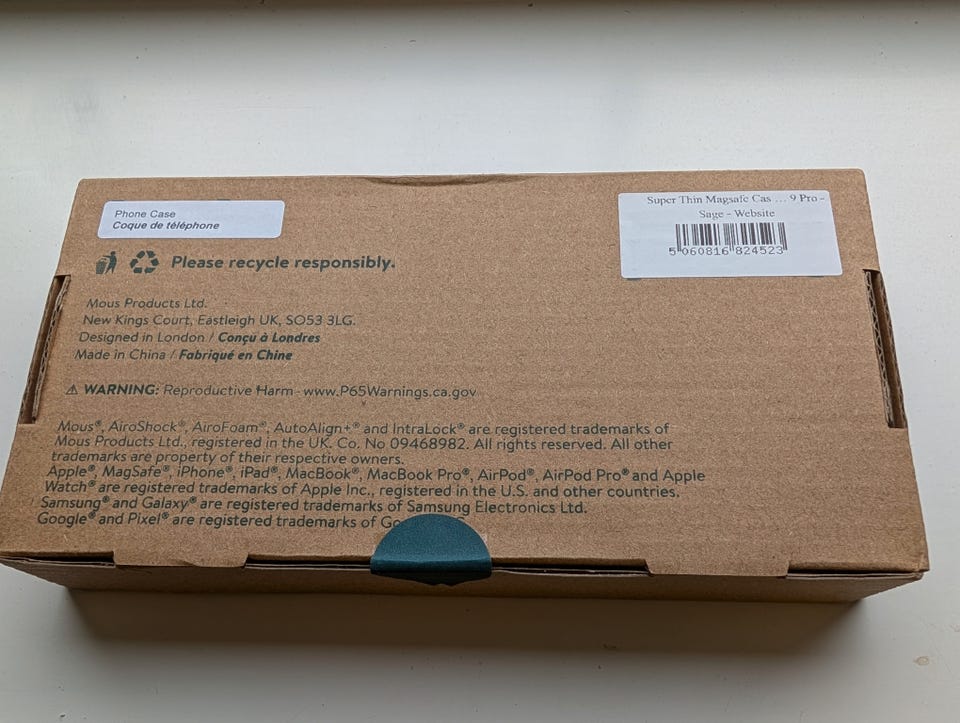 Phone Case
Coque de téléphone
Super Thin Magsafe Cas ... 9 Pro -
Sage - Website
5 060816 824523
Please recycle responsibly.
Mous Products Ltd.
New Kings Court, Eastleigh UK, SO53 3LG.
Designed in London / Conçu à Londres
Made in China / Fabriqué en Chine
⚠ WARNING: Reproductive Harm - www.P65Warnings.ca.gov
Mous®, AiroShock®, AiroFoam®, AutoAlign+® and IntraLock® are registered trademarks of
Mous Products Ltd., registered in the UK. Co. No 09468982. All rights reserved. All other
trademarks are property of their respective owners.
Apple®, MagSafe®, iPhone®, iPad®, MacBook®, MacBook Pro®, AirPod®, AirPod Pro® and Apple
Watch® are registered trademarks of Apple Inc., registered in the U.S. and other countries.
Samsung® and Galaxy® are registered trademarks of Samsung Electronics Ltd.
Google® and Pixel® are registered trademarks of